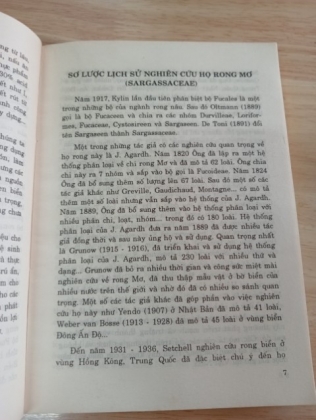 SƠ LƯỢC LỊCH SỬ NGHIÊN CỨU HỌ RONG MƠ
(SARGASSACEAE)
Năm 1917, Kylin lần đầu tiên phân biệt bộ Fucales là một
trong những bộ của ngành rong nâu. Sau đó Oltmann (1889)
gọi là bộ Fucaceen và chia ra các nhóm Durvilleae, Loriformes,
Fucaceae, Cystosireen và Sargasseen. De Toni (1891) đổi
tên Sargasseen thành Sargassaceae.
Một trong những tác giả có các nghiên cứu quan trọng về
họ rong này là J. Agardh. Năm 1820 Ông đã lập ra một hệ
thống phân loại về chi rong Mơ và đã mô tả 62 loài. Ông chia
chi này ra 7 nhóm và sắp vào bộ Fucoideae. Năm 1824
Ông đã bổ sung thêm số lượng lên 67 loài. Sau đó một số các
tác giả khác như Greville, Gaudichaud, Montagne... có mô tả
thêm một số loài nhưng vẫn sắp vào hệ thống của J. Agardh.
Năm 1889, Ông đã bổ sung thêm vào hệ thống phân loại với
nhiều phân chi, loạt, nhóm... trong đó có 180 loài. Hệ thống
phân loại của J. Agardh đưa ra năm 1889 đã được nhiều tác
giả đồng thời và sau này ủng hộ và sử dụng. Quan trọng nhất
là Grunow (1915 - 1916), đã triển khai và sử dụng hệ thống
phân loại của J. Agardh, mô tả 230 loài với nhiều thứ và
dạng... Grunow đã bỏ ra nhiều thời gian và công sức miệt mài
nghiên cứu về rong Mơ, đã thu thập mẫu vật ở bờ biển của
nhiều nước trên thế giới và nhờ đó đã có nhiều so sánh quan
trọng. Một số các tác giả khác đã góp phần vào việc nghiên
cứu họ này như Yendo (1907) ở Nhật Bản đã mô tả 41 loài,
Weber van Bosse (1913 - 1928) đã mô tả 45 loài ở vùng biển
Đông Ấn Độ...
Đến năm 1931 - 1936, Setchell nghiên cứu rong biển ở
vùng Hồng Kông, Trung Quốc đã đặc biệt chú ý đến họ
7